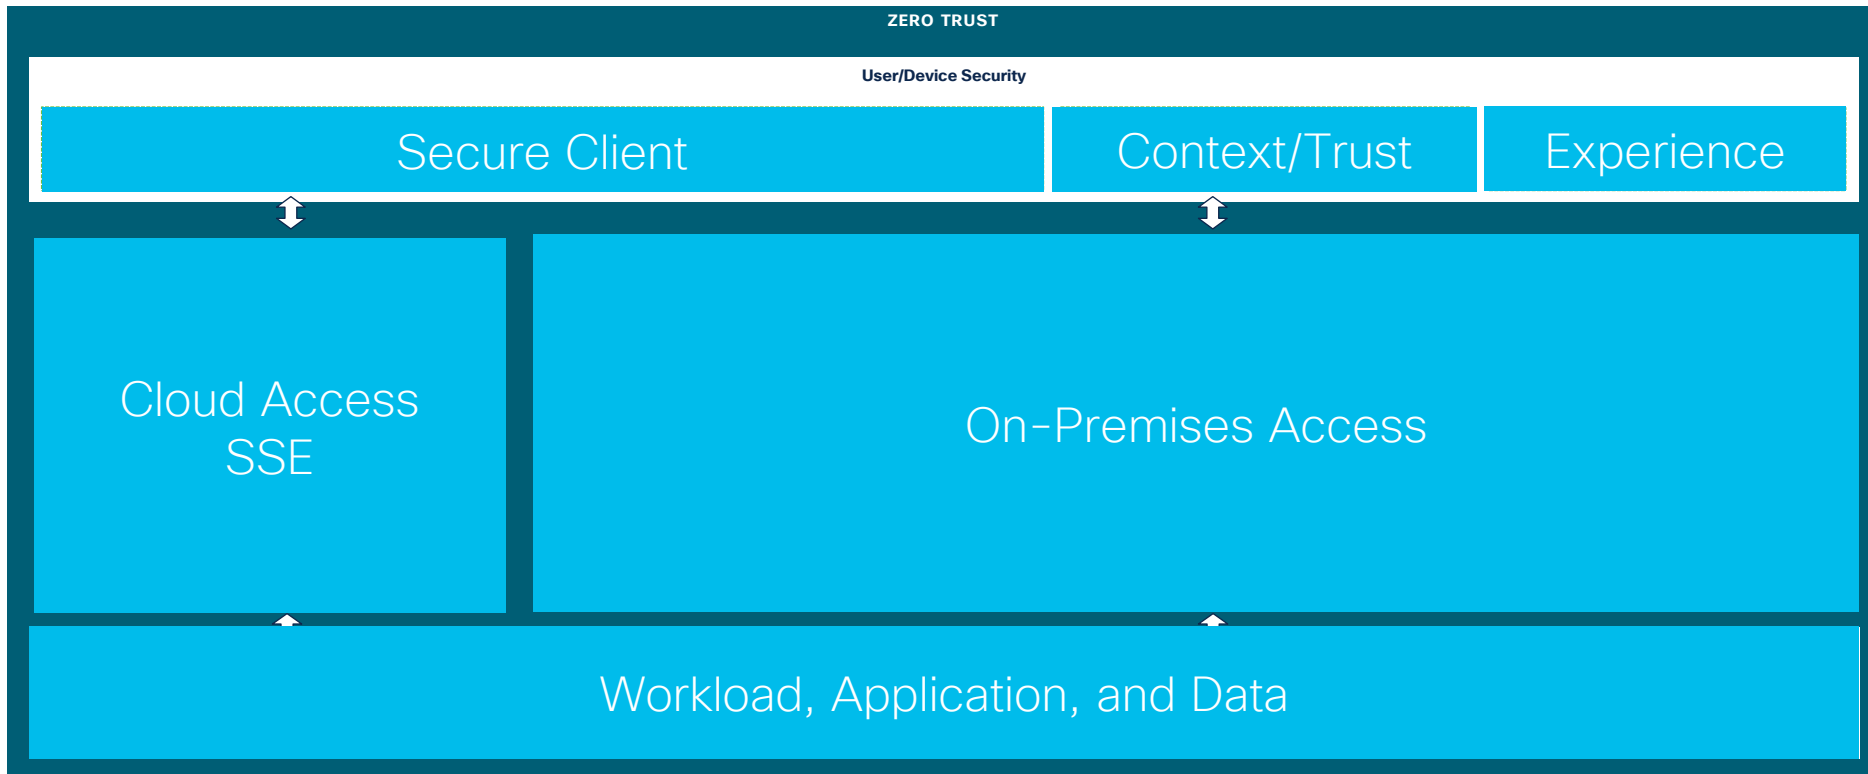 ZERO TRUST
User/Device Security
Secure Client
Context/Trust
Experience
Cloud Access
SSE
On-Premises Access
Workload, Application, and Data